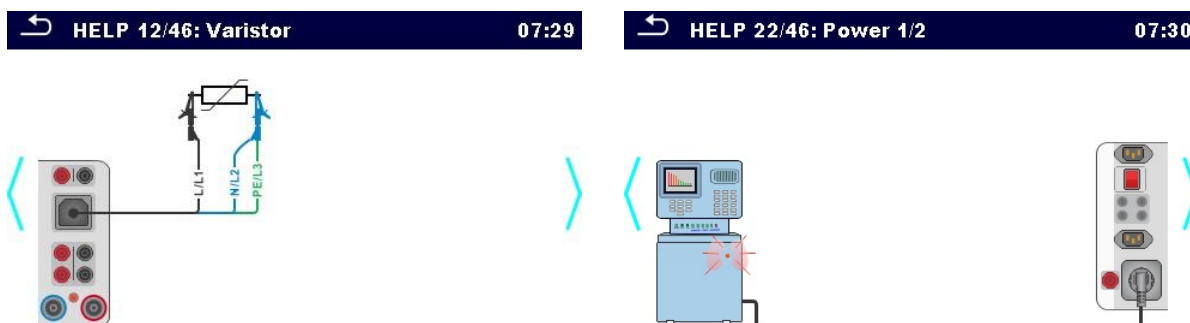 HELP 12/46: Varistor 07:29
L/L1
N/L2
PE/L3
HELP 22/46: Power 1/2 07:30